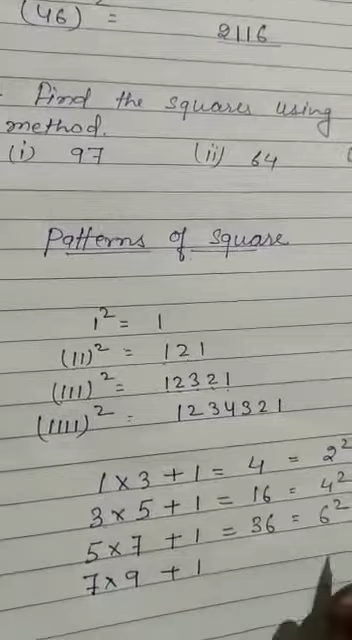 (46)² = 2116
Find the squares using
method.
(i) 97 (ii) 64 (
Patterns of Square
1² = 1
(11)² = 121
(111)² = 12321
(1111)² = 1234321
1 × 3 + 1 = 4 = 2²
3 × 5 + 1 = 16 = 4²
5 × 7 + 1 = 36 = 6²
7 × 9 + 1